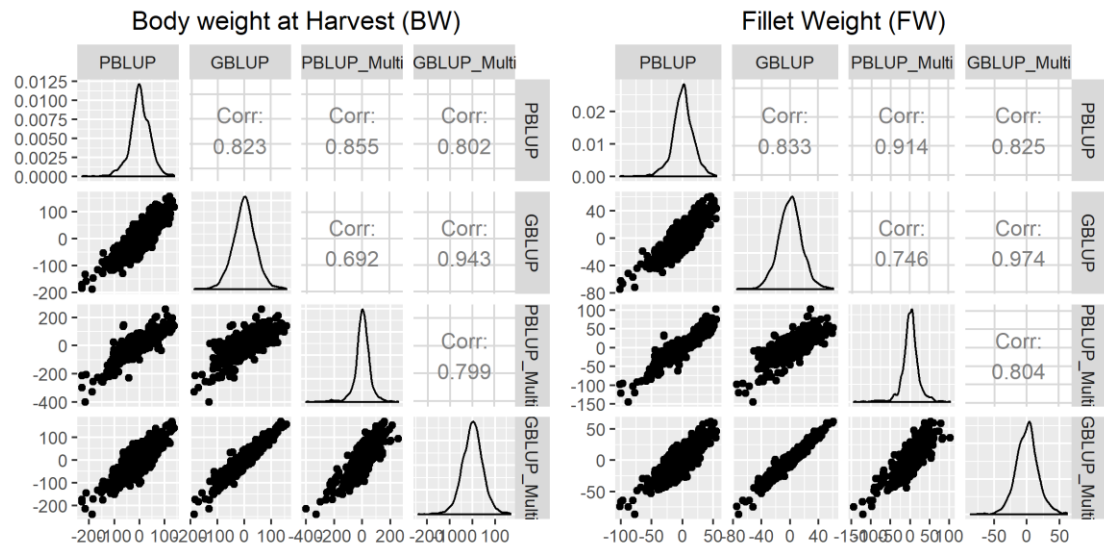 Body weight at Harvest (BW)
PBLUP GBLUP PBLUP_Multi GBLUP_Multi
0.0125
0.0100
0.0075
0.0050
0.0025
0.0000
Corr:
0.823
Corr:
0.855
Corr:
0.802
PBLUP
100
0
-100
-200
Corr:
0.692
Corr:
0.943
GBLUP
200
0
-200
-400
Corr:
0.799
PBLUP_Multi
100
0
-100
-200
GBLUP_Multi
Fillet Weight (FW)
PBLUP GBLUP PBLUP_Multi GBLUP_Multi
0.02
0.01
0.00
Corr:
0.833
Corr:
0.914
Corr:
0.825
PBLUP
40
0
-40
-80
Corr:
0.746
Corr:
0.974
GBLUP
100
50
0
-50
-100
-150
Corr:
0.804
PBLUP_Multi
50
0
-50
GBLUP_Multi
-100 -50 0 50